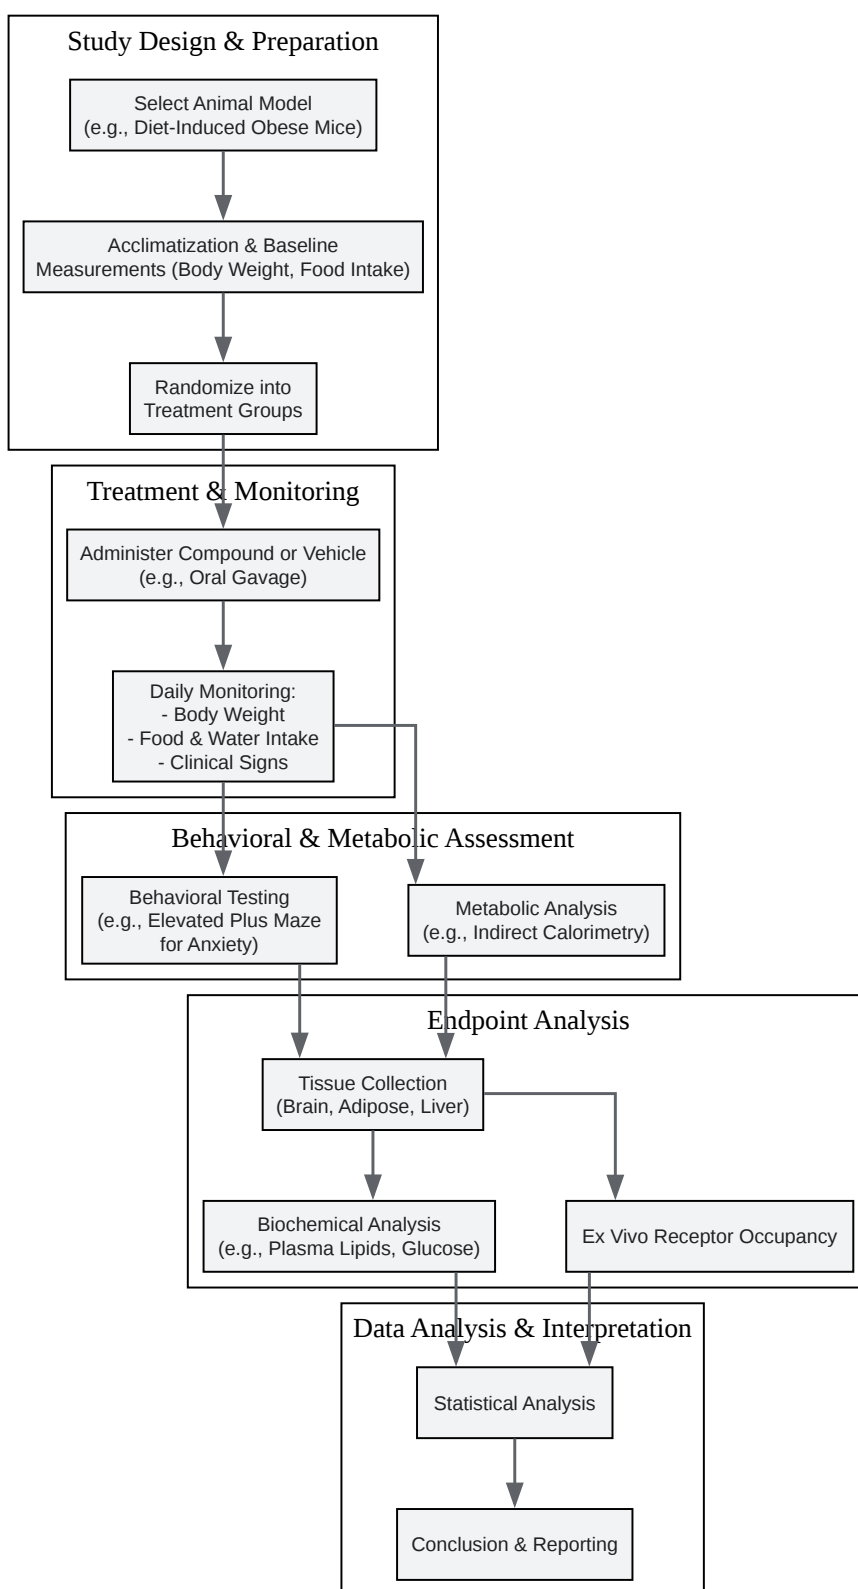 Study Design & Preparation
Select Animal Model
(e.g., Diet-Induced Obese Mice)
Acclimatization & Baseline
Measurements (Body Weight, Food Intake)
Randomize into
Treatment Groups
Treatment & Monitoring
Administer Compound or Vehicle
(e.g., Oral Gavage)
Daily Monitoring:
- Body Weight
- Food & Water Intake
- Clinical Signs
Behavioral & Metabolic Assessment
Behavioral Testing
(e.g., Elevated Plus Maze
for Anxiety)
Metabolic Analysis
(e.g., Indirect Calorimetry)
Endpoint Analysis
Tissue Collection
(Brain, Adipose, Liver)
Biochemical Analysis
(e.g., Plasma Lipids, Glucose)
Ex Vivo Receptor Occupancy
Data Analysis & Interpretation
Statistical Analysis
Conclusion & Reporting